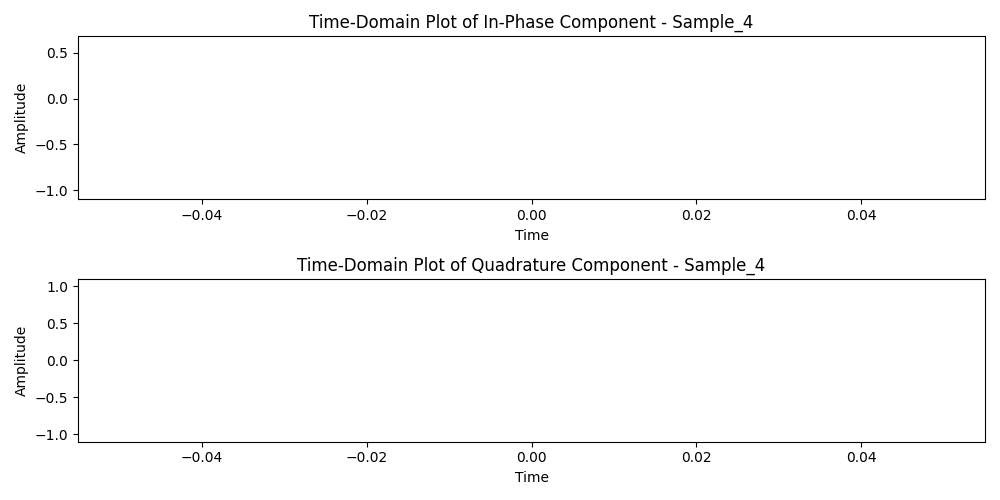 Time-Domain Plot of In-Phase Component - Sample_4
0.5
0.0
−0.5
−1.0
Amplitude
−0.04 −0.02 0.00 0.02 0.04
Time
Time-Domain Plot of Quadrature Component - Sample_4
1.0
0.5
0.0
−0.5
−1.0
Amplitude
−0.04 −0.02 0.00 0.02 0.04
Time